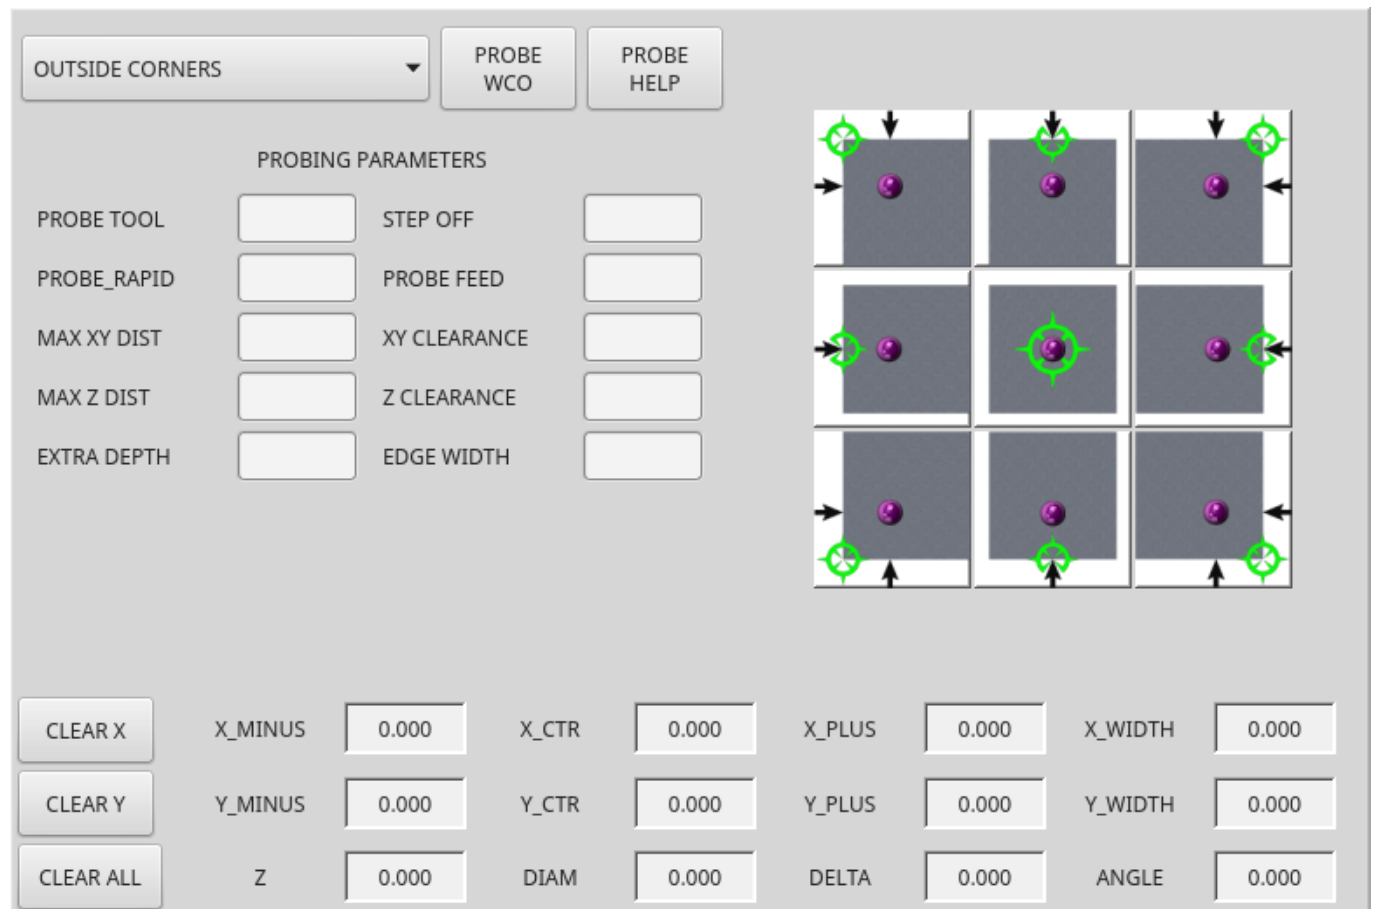 OUTSIDE CORNERS
PROBE
WCO
PROBE
HELP
PROBING PARAMETERS
PROBE TOOL STEP OFF
PROBE_RAPID PROBE FEED
MAX XY DIST XY CLEARANCE
MAX Z DIST Z CLEARANCE
EXTRA DEPTH EDGE WIDTH
CLEAR X X_MINUS 0.000 X_CTR 0.000 X_PLUS 0.000 X_WIDTH 0.000
CLEAR Y Y_MINUS 0.000 Y_CTR 0.000 Y_PLUS 0.000 Y_WIDTH 0.000
CLEAR ALL Z 0.000 DIAM 0.000 DELTA 0.000 ANGLE 0.000